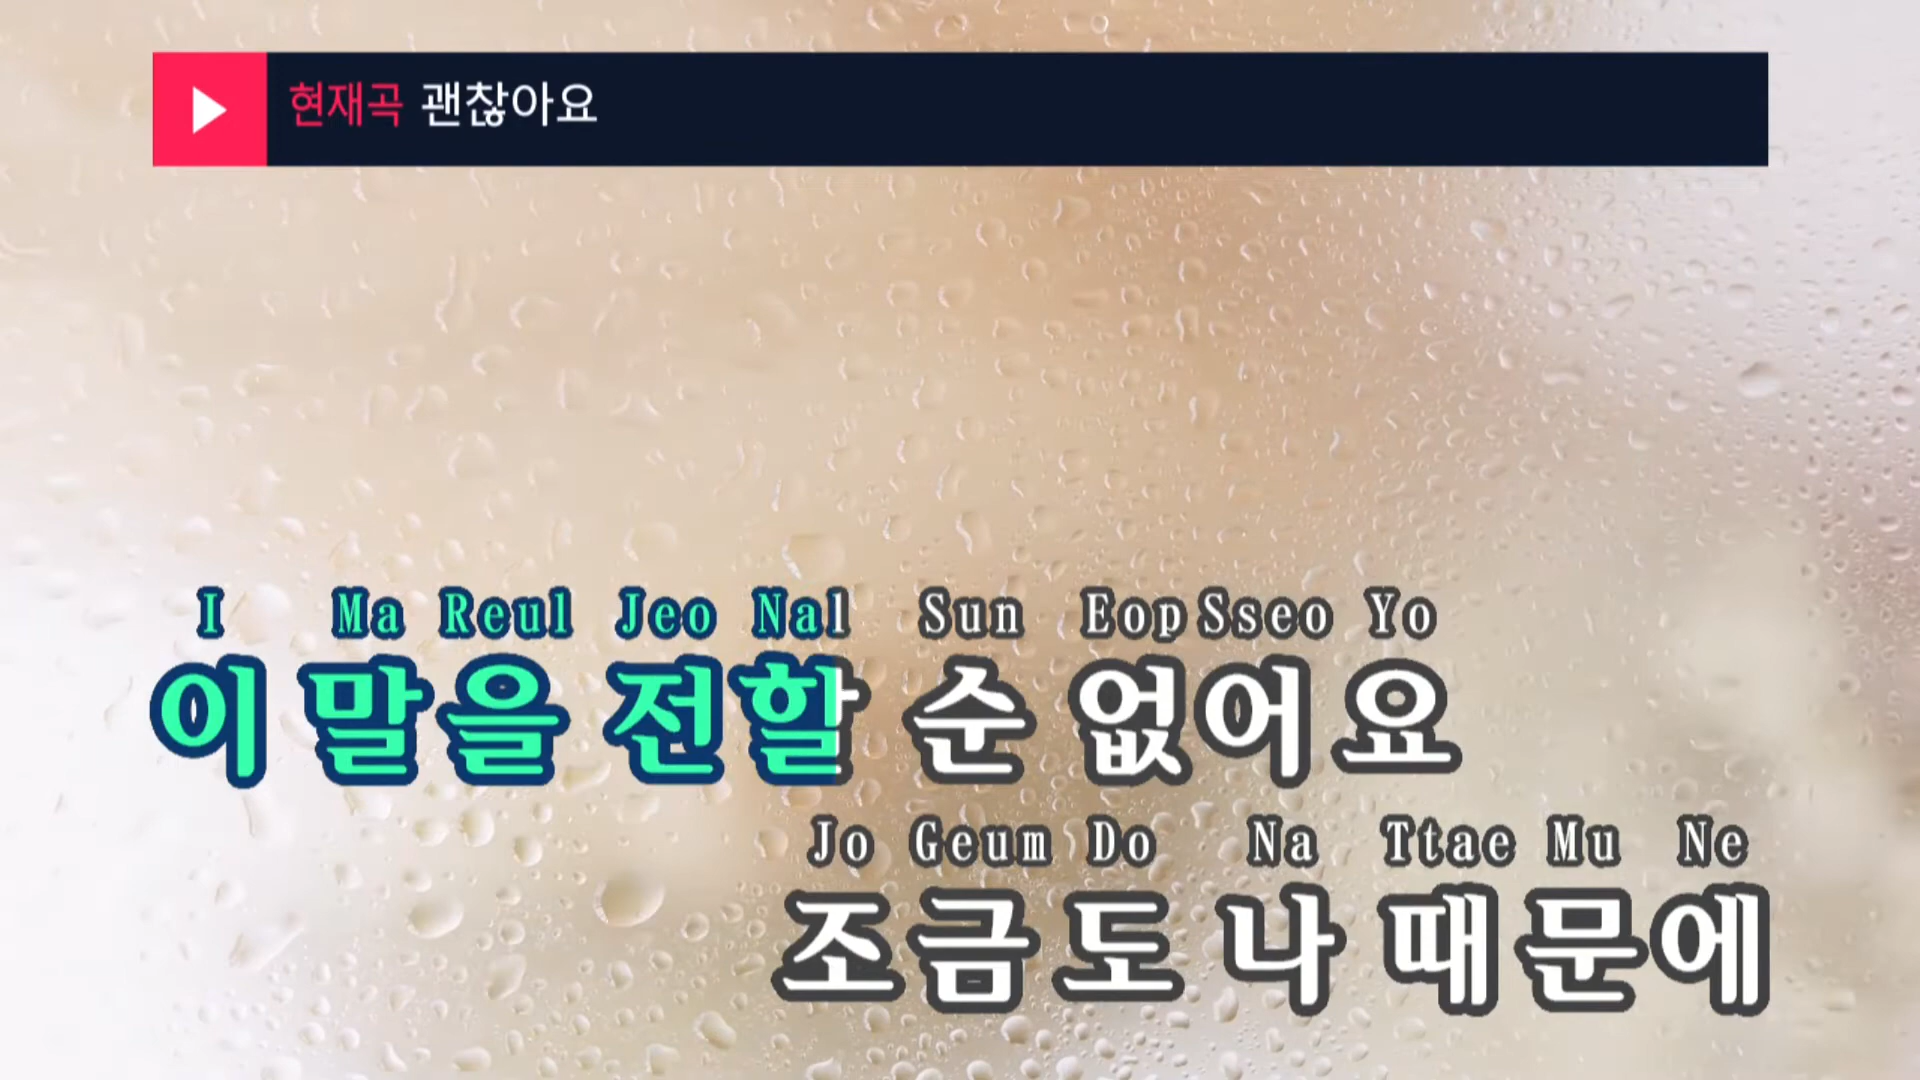 현재곡 괜찮아요
I Ma Reul Jeo Nal Sun Eop Sseo Yo
이 말을 전할 순 없어요
Jo Geum Do Na Ttae Mu Ne
조금도 나 때문에